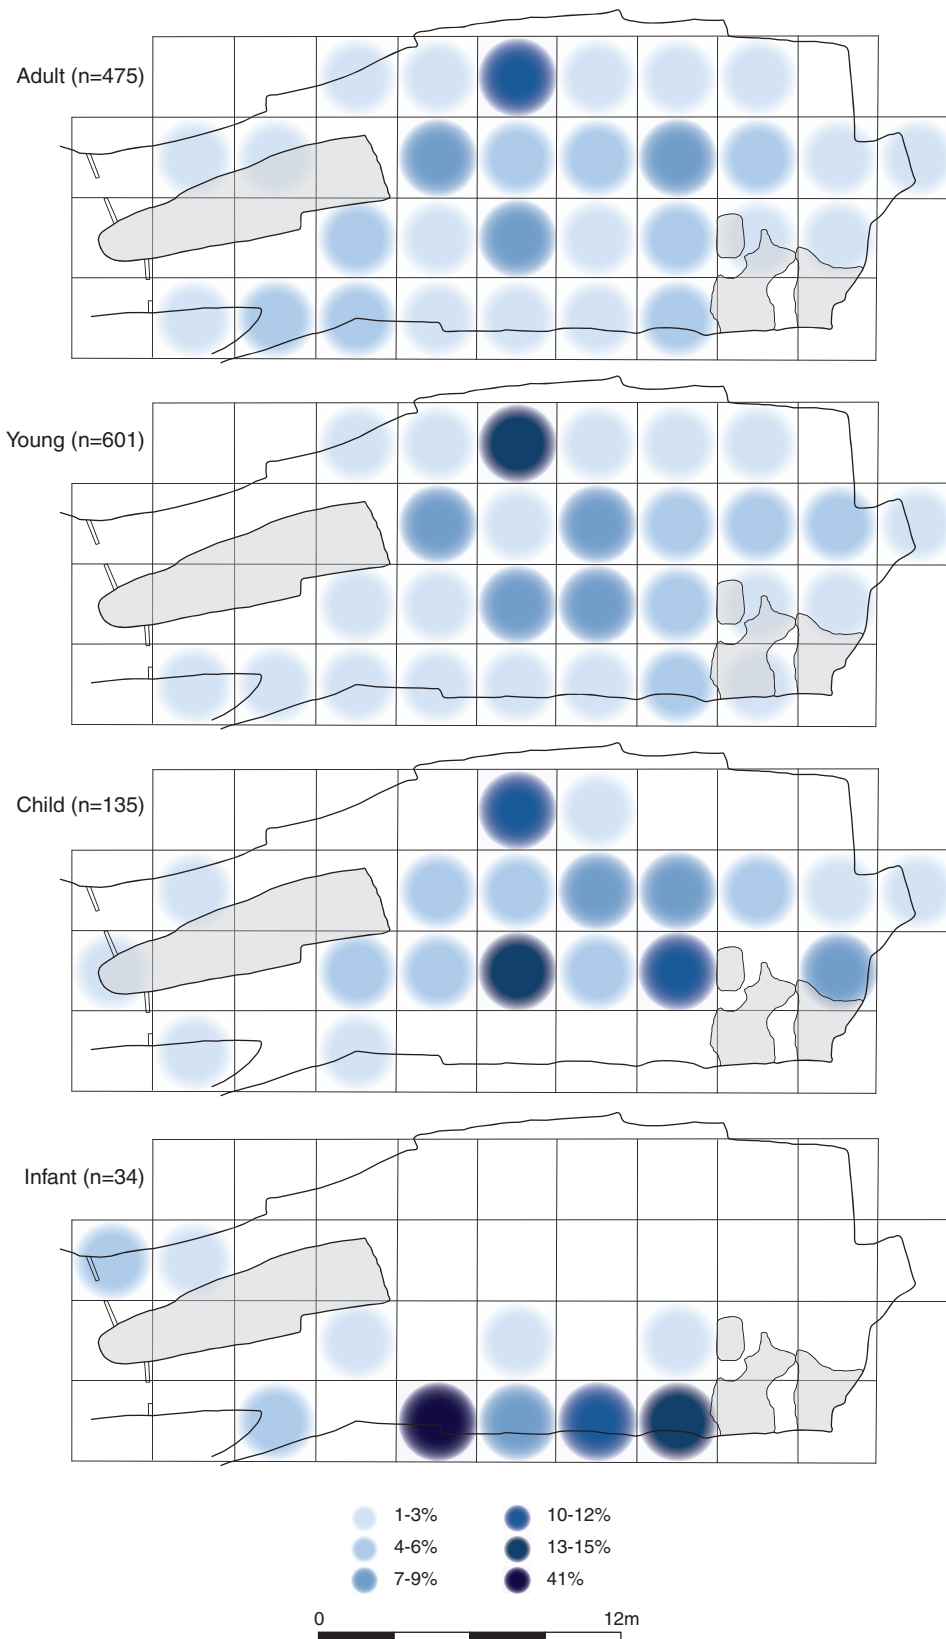 Adult (n=475)
Young (n=601)
Child (n=135)
Infant (n=34)
1-3%
10-12%
4-6%
13-15%
7-9%
41%
0
12m